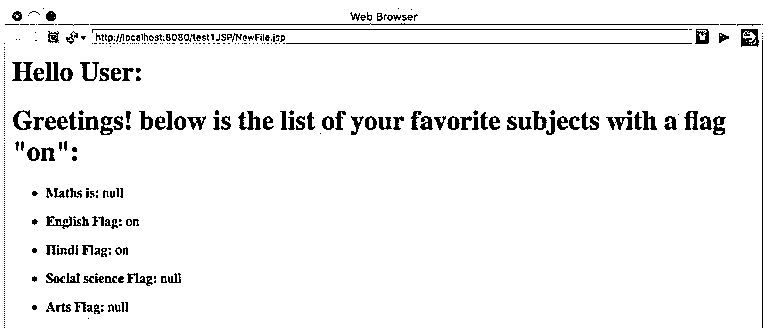 Web Browser
http://localhost:8080/test1JSP/NewFile.jsp
Hello User:
Greetings! below is the list of your favorite subjects with a flag
"on":
Maths is: null
English Flag: on
Hindi Flag: on
Social science Flag: null
Arts Flag: null